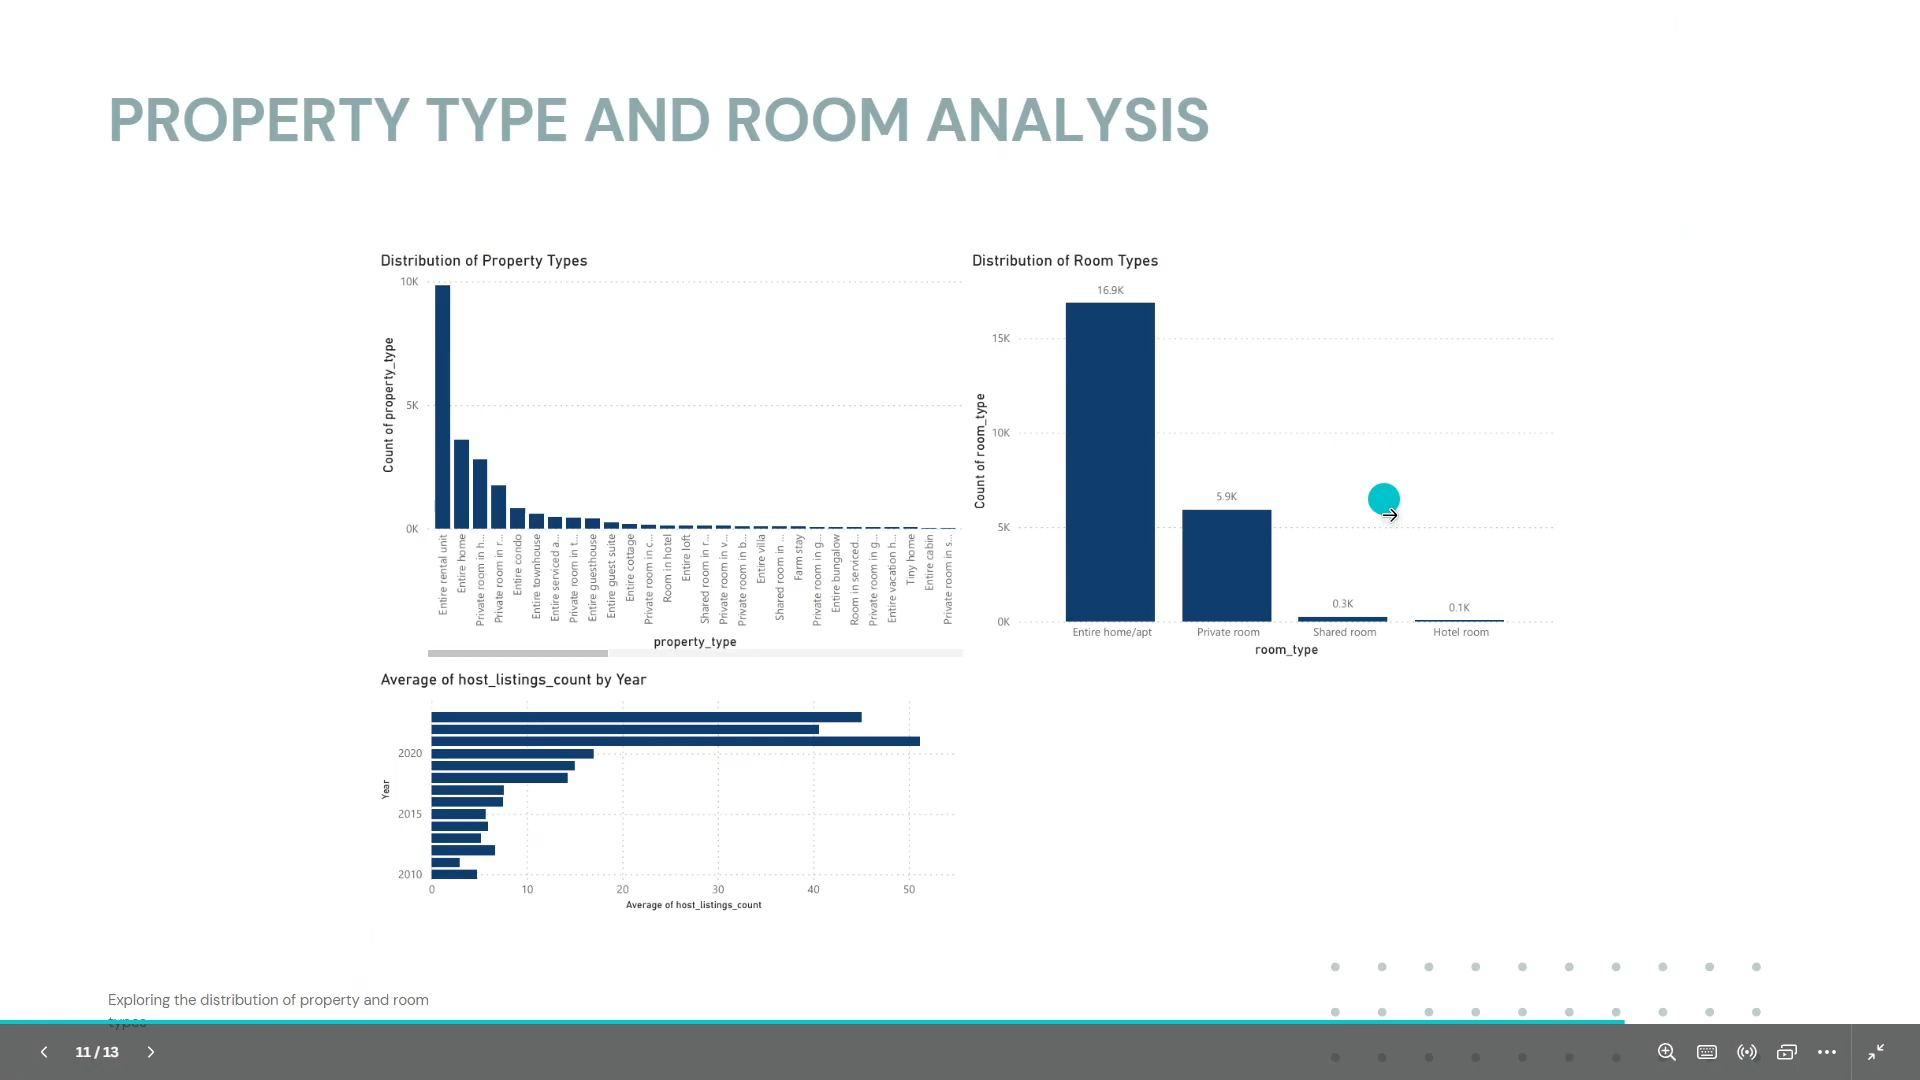 PROPERTY TYPE AND ROOM ANALYSIS
Distribution of Property Types
10K
5K
0K
Count of property_type
Entire rental unit
Entire home
Private room in h...
Private room in r...
Entire condo
Entire townhouse
Entire serviced a...
Private room in t...
Entire guesthouse
Entire guest suite
Entire cottage
Private room in c...
Room in hotel
Entire loft
Shared room in r...
Private room in v...
Private room in b...
Entire villa
Shared room in ...
Farm stay
Private room in g...
Entire bungalow
Room in serviced...
Private room in g...
Entire vacation h...
Tiny home
Entire cabin
Private room in s...
property_type
Distribution of Room Types
15K
10K
5K
0K
Count of room_type
16.9K
5.9K
0.3K
0.1K
Entire home/apt
Private room
Shared room
Hotel room
room_type
Average of host_listings_count by Year
2020
2015
2010
Year
0 10 20 30 40 50
Average of host_listings_count
Exploring the distribution of property and room
types
11 / 13